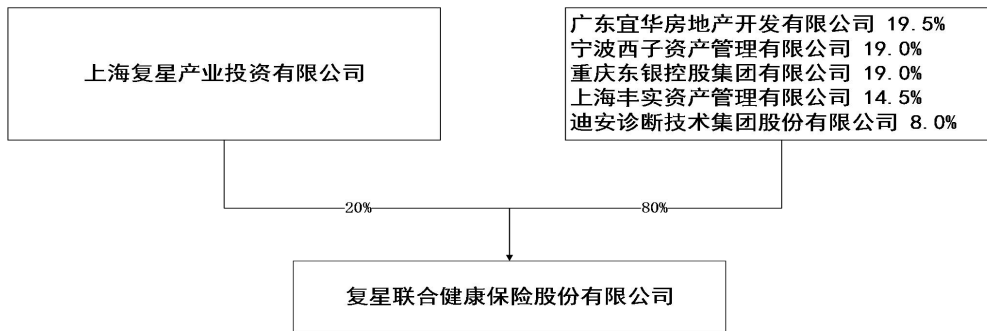 上海复星产业投资有限公司
广东宜华房地产开发有限公司 19.5%
宁波西子资产管理有限公司 19.0%
重庆东银控股集团有限公司 19.0%
上海丰实资产管理有限公司 14.5%
迪安诊断技术集团股份有限公司 8.0%
20%
80%
复星联合健康保险股份有限公司